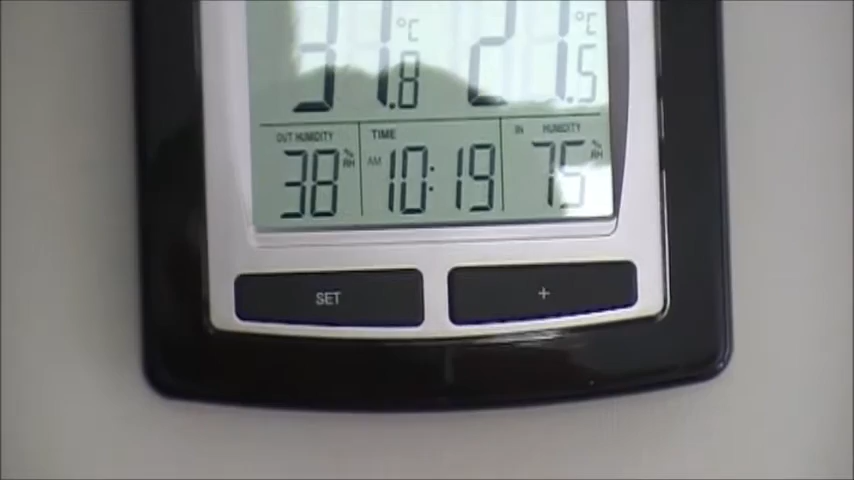 °C °C
31.8 21.5
OUT HUMIDITY TIME IN HUMIDITY
38 %RH AM 10:19 75 %RH
SET +